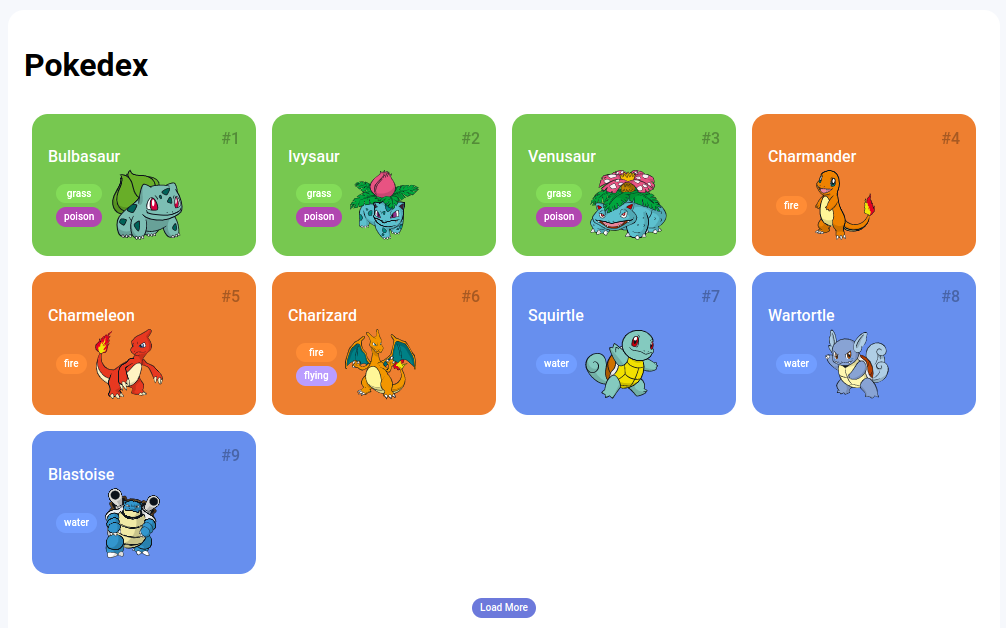 Pokedex
#1
Bulbasaur
grass
poison
#2
Ivysaur
grass
poison
#3
Venusaur
grass
poison
#4
Charmander
fire
#5
Charmeleon
fire
#6
Charizard
fire
flying
#7
Squirtle
water
#8
Wartortle
water
#9
Blastoise
water
Load More